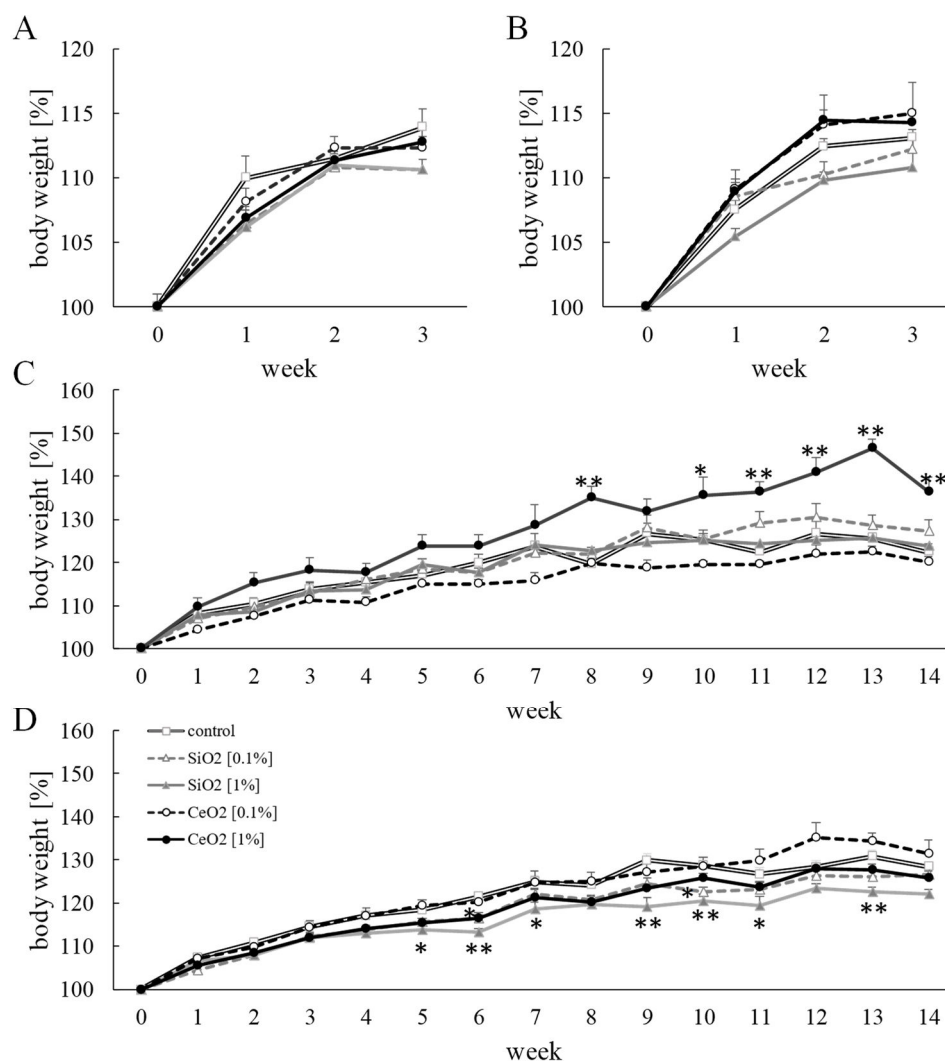 A
B
120
115
110
105
100
body weight [%]
0 1 2 3
week
120
115
110
105
100
body weight [%]
0 1 2 3
week
C
160
150
140
130
120
110
100
body weight [%]
** * ** ** ** **
0 1 2 3 4 5 6 7 8 9 10 11 12 13 14
week
D
160
150
140
130
120
110
100
body weight [%]
control
SiO2 [0.1%]
SiO2 [1%]
CeO2 [0.1%]
CeO2 [1%]
* *
* ** * ** ** * **
0 1 2 3 4 5 6 7 8 9 10 11 12 13 14
week